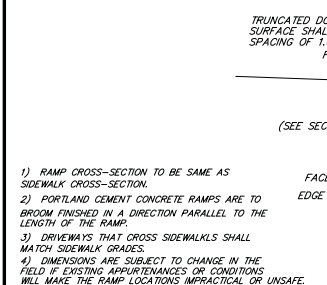 TRUNCATED DO
SURFACE SHAL
SPACING OF 1.
(SEE SEC
FACE
EDGE
1) RAMP CROSS-SECTION TO BE SAME AS
SIDEWALK CROSS-SECTION.
2) PORTLAND CEMENT CONCRETE RAMPS ARE TO
BROOM FINISHED IN A DIRECTION PARALLEL TO THE
LENGTH OF THE RAMP.
3) DRIVEWAYS THAT CROSS SIDEWALKLS SHALL
MATCH SIDEWALK GRADES.
4) DIMENSIONS ARE SUBJECT TO CHANGE IN THE
FIELD IF EXISTING APPURTENANCES OR CONDITIONS
WILL MAKE THE RAMP LOCATIONS IMPRACTICAL OR UNSAFE.